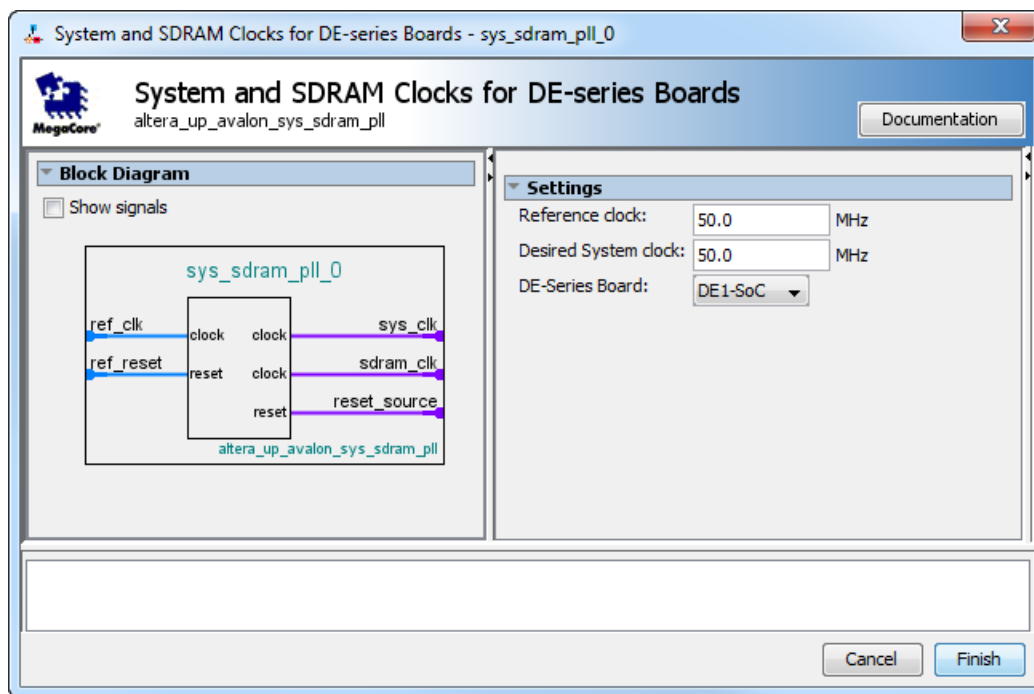 System and SDRAM Clocks for DE-series Boards - sys_sdram_pll_0
System and SDRAM Clocks for DE-series Boards
altera_up_avalon_sys_sdram_pll
MegaCore®
Documentation
Block Diagram
Show signals
sys_sdram_pll_0
ref_clk
clock
clock
sys_clk
ref_reset
reset
clock
sdram_clk
reset
reset_source
altera_up_avalon_sys_sdram_pll
Settings
Reference clock: 50.0 MHz
Desired System clock: 50.0 MHz
DE-Series Board: DE1-SoC
Cancel
Finish